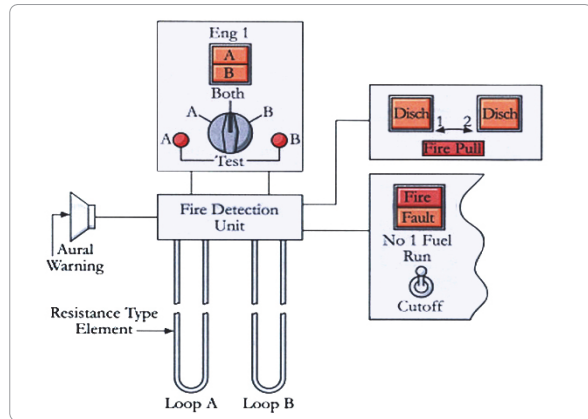 Eng 1
A
B
Both
A
B
A
B
Test
Disch
1
2
Disch
Fire Pull
Fire Detection
Unit
Fire
Fault
No 1 Fuel
Run
Cutoff
Aural
Warning
Resistance Type
Element
Loop A
Loop B